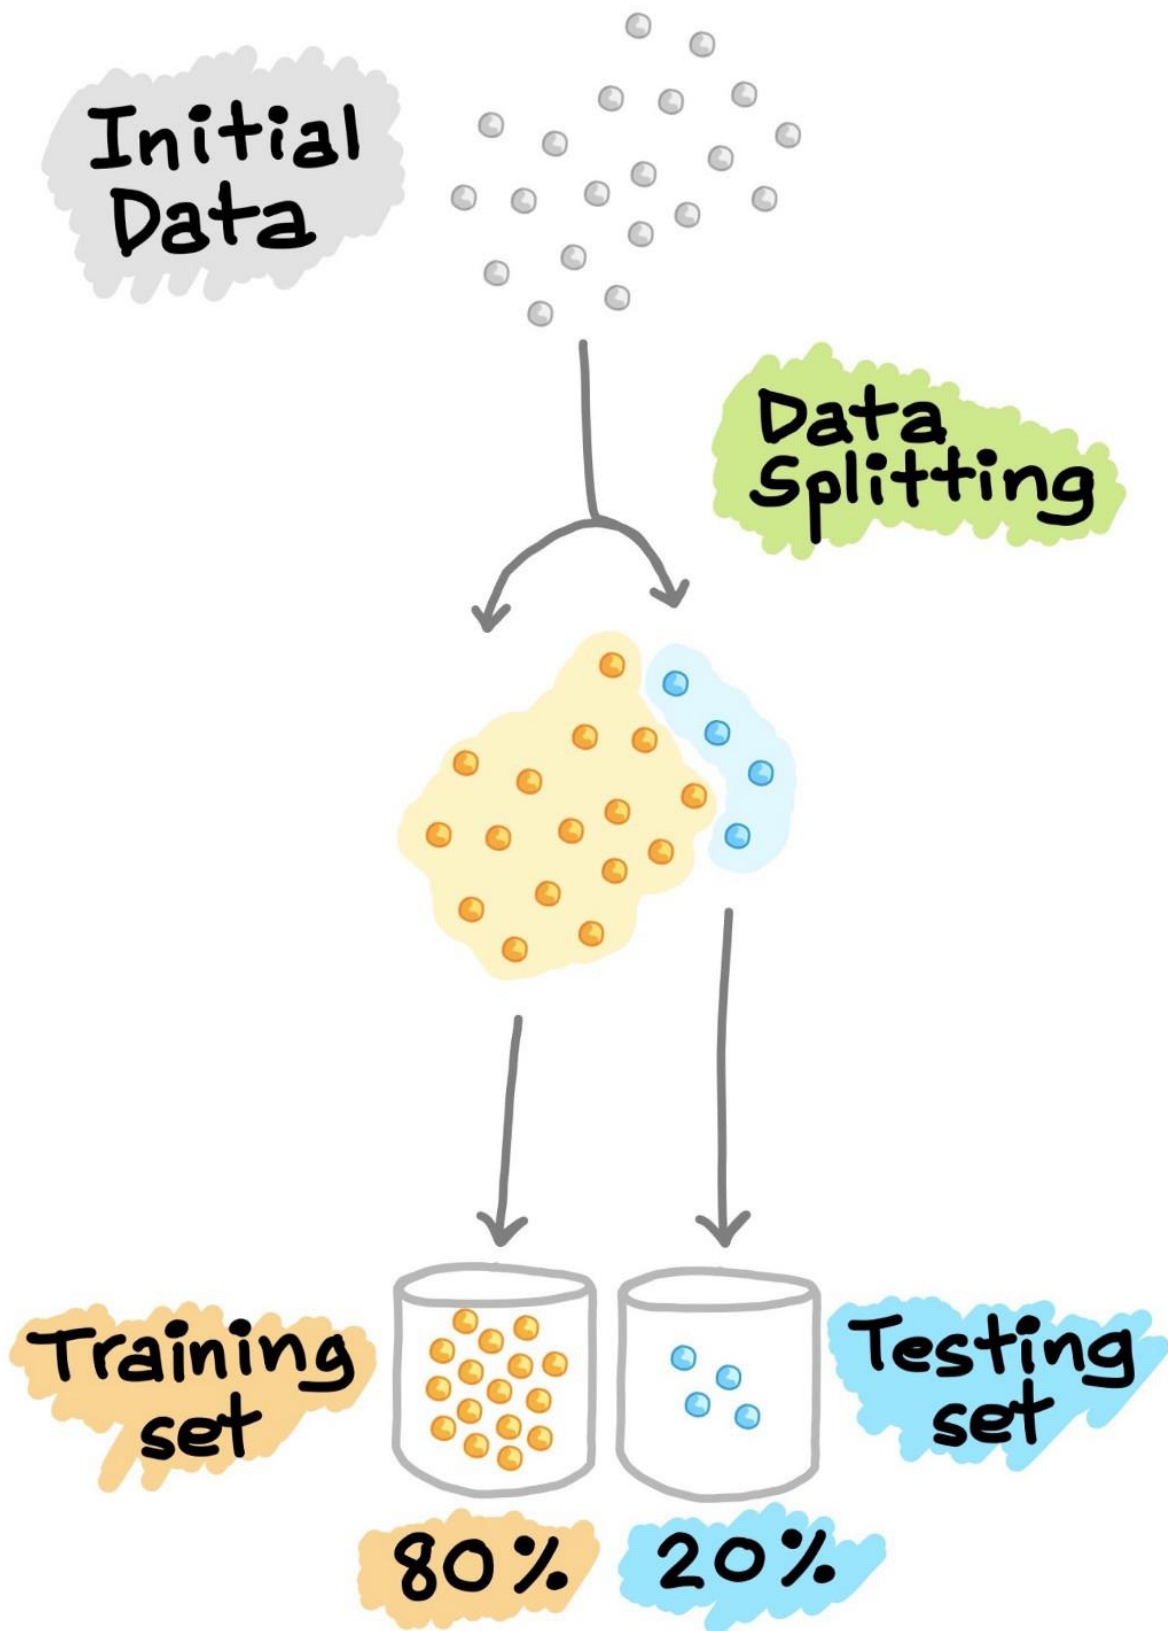 Initial
Data
Data
Splitting
Training
set
Testing
set
80%
20%